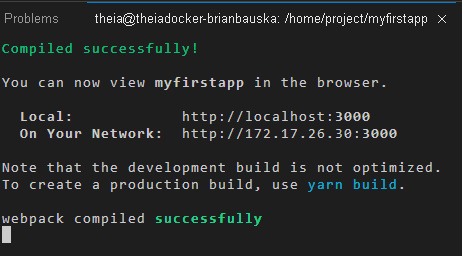 Problems theia@theiadocker-brianbauska: /home/project/myfirstapp ×
Compiled successfully!
You can now view myfirstapp in the browser.
Local: http://localhost:3000
On Your Network: http://172.17.26.30:3000
Note that the development build is not optimized.
To create a production build, use yarn build.
webpack compiled successfully